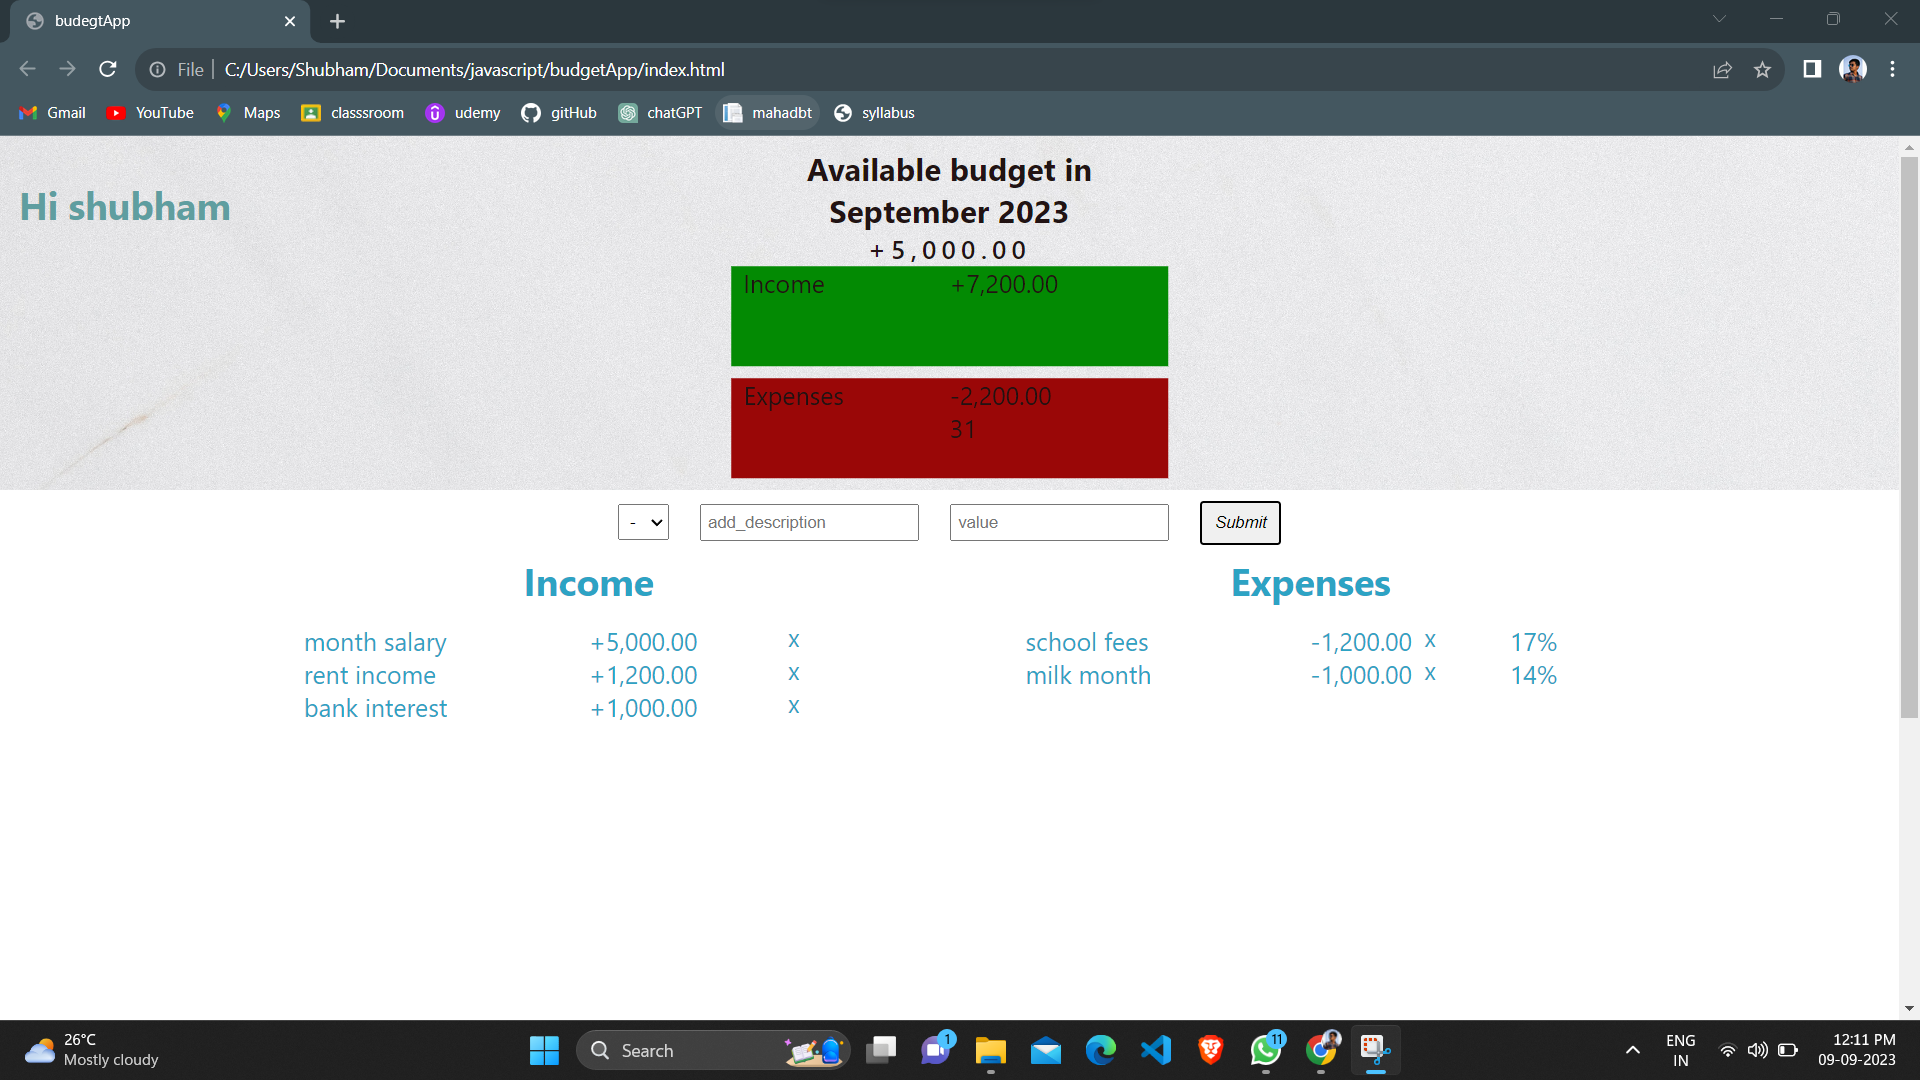 budegtApp
File C:/Users/Shubham/Documents/javascript/budgetApp/index.html
Gmail YouTube Maps classsroom udemy gitHub chatGPT mahadbt syllabus
Hi shubham
Available budget in
September 2023
+5,000.00
Income +7,200.00
Expenses -2,200.00
31
- add_description value Submit
Income Expenses
month salary +5,000.00 x school fees -1,200.00 x 17%
rent income +1,200.00 x milk month -1,000.00 x 14%
bank interest +1,000.00 x
26°C
Mostly cloudy
Search
1
11
ENG
IN
12:11 PM
09-09-2023